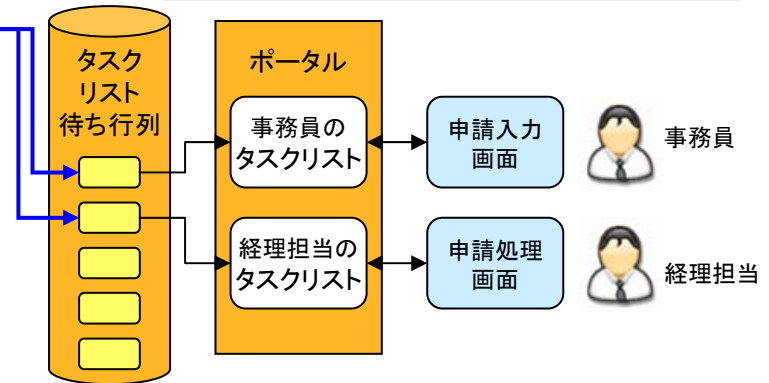 タスク
リスト
待ち行列
ポータル
事務員の
タスクリスト
申請入力
画面
事務員
経理担当の
タスクリスト
申請処理
画面
経理担当